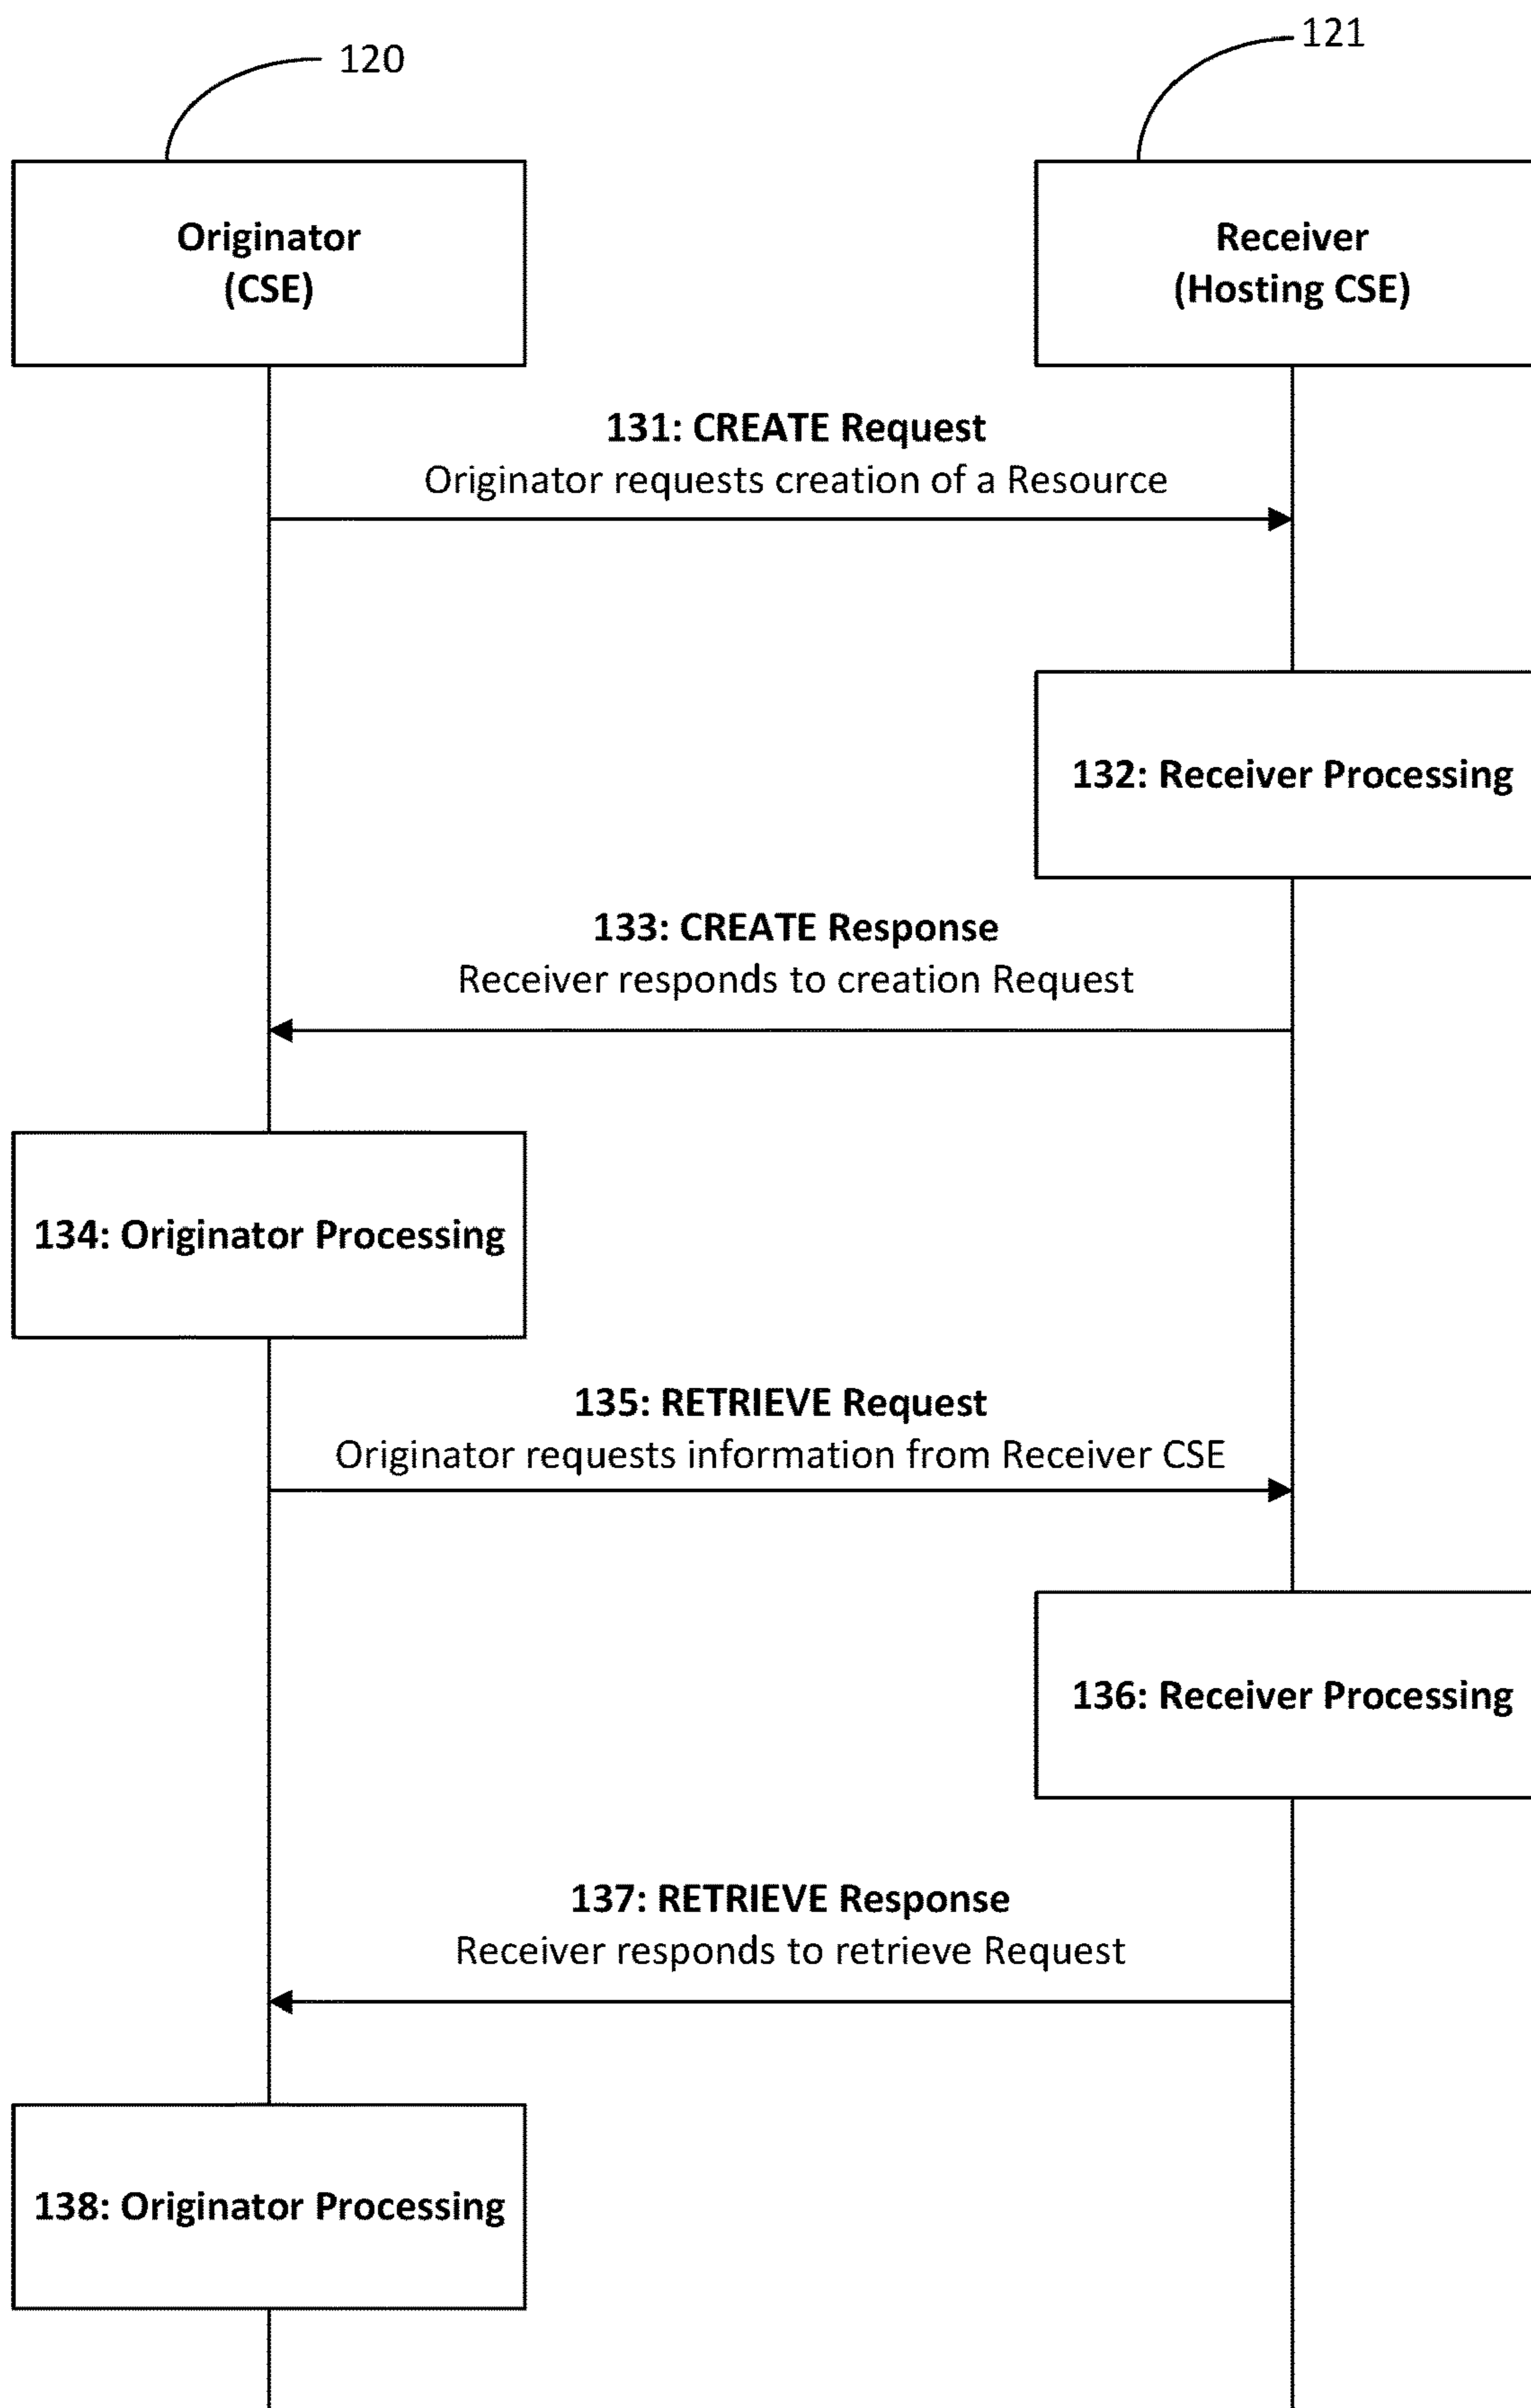 120
121
Originator
(CSE)
Receiver
(Hosting CSE)
131: CREATE Request
Originator requests creation of a Resource
132: Receiver Processing
133: CREATE Response
Receiver responds to creation Request
134: Originator Processing
135: RETRIEVE Request
Originator requests information from Receiver CSE
136: Receiver Processing
137: RETRIEVE Response
Receiver responds to retrieve Request
138: Originator Processing